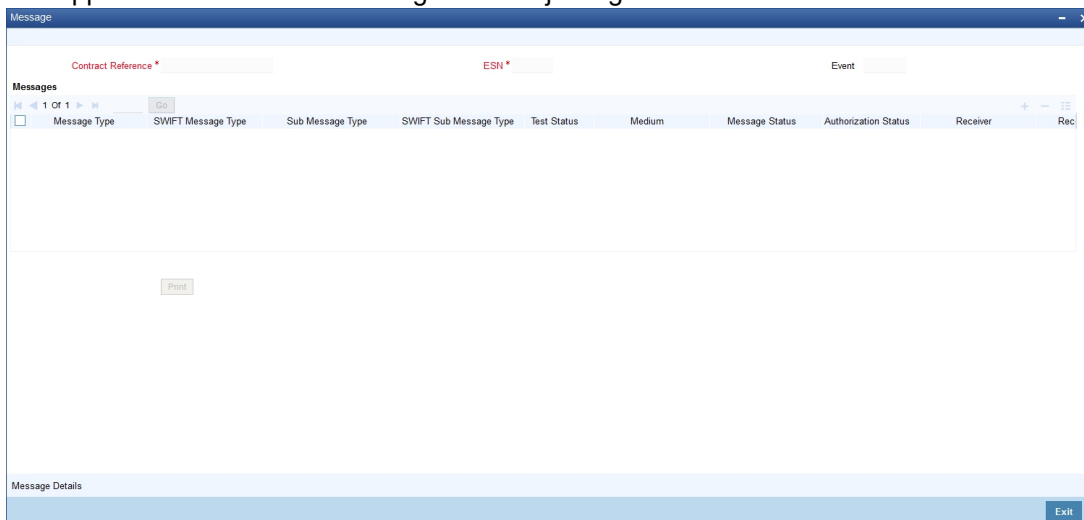 Message
Contract Reference * ESN * Event
Messages
1 Of 1 Go
Message Type SWIFT Message Type Sub Message Type SWIFT Sub Message Type Test Status Medium Message Status Authorization Status Receiver Rec
Print
Message Details
Exit